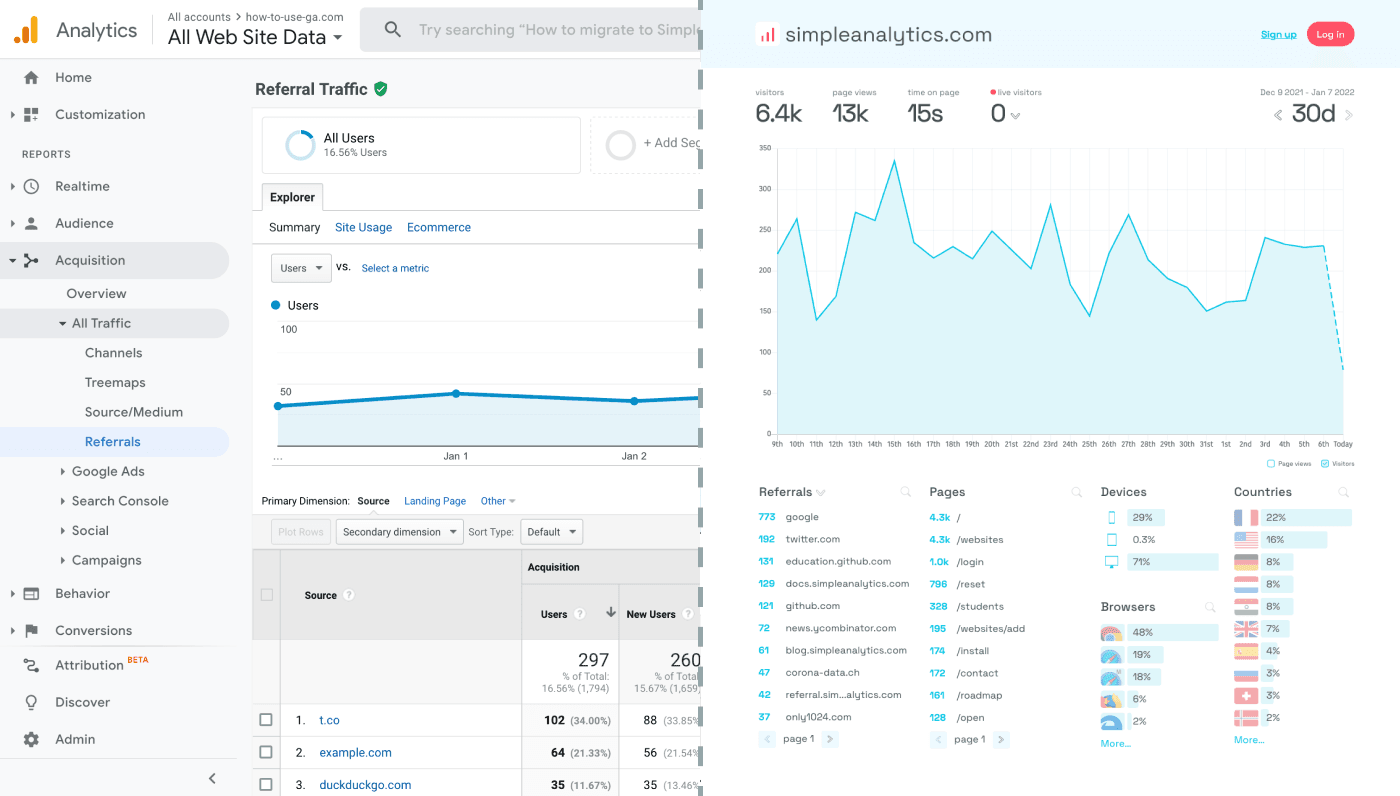 Analytics
All accounts > how-to-use-ga.com
All Web Site Data
Try searching “How to migrate to Simple
Home
Customization
REPORTS
Realtime
Audience
Acquisition
Overview
All Traffic
Channels
Treemaps
Source/Medium
Referrals
Google Ads
Search Console
Social
Campaigns
Behavior
Conversions
Attribution BETA
Discover
Admin
Referral Traffic
All Users
16.56% Users
+ Add Seg
Explorer
Summary Site Usage Ecommerce
Users VS. Select a metric
Users
100
50
... Jan 1 Jan 2
Primary Dimension: Source Landing Page Other
Plot Rows Secondary dimension Sort Type: Default
Acquisition
Source ? Users ? New Users ?
297 260
% of Total: % of Total:
16.56% (1,794) 15.67% (1,659)
1. t.co 102 (34.00%) 88 (33.85%
2. example.com 64 (21.33%) 56 (21.54%
3. duckduckgo.com 35 (11.67%) 35 (13.46%
simpleanalytics.com
Sign up Log in
visitors page views time on page live visitors Dec 9 2021 - Jan 7 2022
6.4k 13k 15s 0 30d
350
300
250
200
150
100
50
0
9th 10th 11th 12th 13th 14th 15th 16th 17th 18th 19th 20th 21st 22nd 23rd 24th 25th 26th 27th 28th 29th 30th 31st 1st 2nd 3rd 4th 5th 6th Today
Page views Visitors
Referrals
773 google
192 twitter.com
131 education.github.com
129 docs.simpleanalytics.com
121 github.com
72 news.ycombinator.com
61 blog.simpleanalytics.com
47 corona-data.ch
42 referral.sim...alytics.com
37 only1024.com
< page 1 >
Pages
4.3k /
4.3k /websites
1.0k /login
796 /reset
328 /students
195 /websites/add
174 /install
172 /contact
161 /roadmap
128 /open
< page 1 >
Devices
29%
0.3%
71%
Browsers
48%
19%
18%
6%
2%
More...
Countries
22%
16%
8%
8%
8%
7%
4%
3%
3%
2%
More...